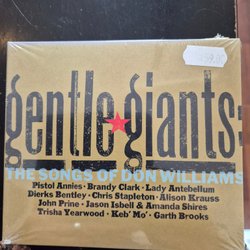 gentle giants:
THE SONGS OF DON WILLIAMS
Pistol Annies · Brandy Clark · Lady Antebellum
Dierks Bentley · Chris Stapleton · Alison Krauss
John Prine · Jason Isbell & Amanda Shires
Trisha Yearwood · Keb' Mo' · Garth Brooks